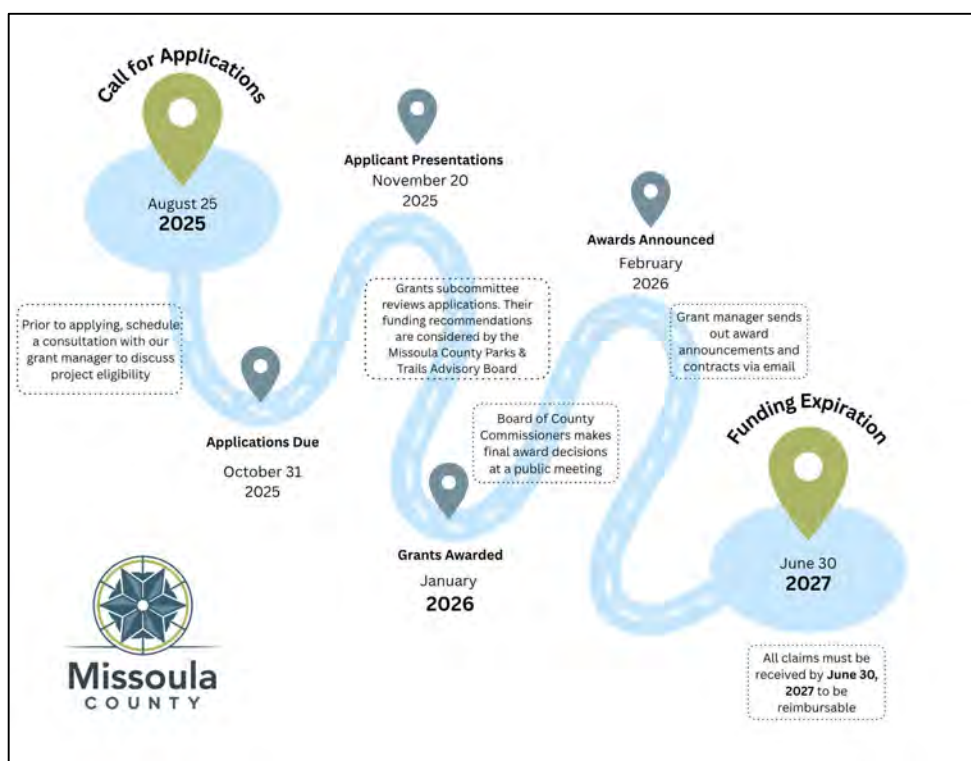 Call for Applications
August 25
2025
Prior to applying, schedule
a consultation with our
grant manager to discuss
project eligibility
Applications Due
October 31
2025
Applicant Presentations
November 20
2025
Grants subcommittee
reviews applications. Their
funding recommendations
are considered by the
Missoula County Parks &
Trails Advisory Board
Grants Awarded
January
2026
Board of County
Commissioners makes
final award decisions
at a public meeting
Awards Announced
February
2026
Grant manager sends
out award
announcements and
contracts via email
Funding Expiration
June 30
2027
All claims must be
received by June 30,
2027 to be
reimbursable
Missoula
COUNTY